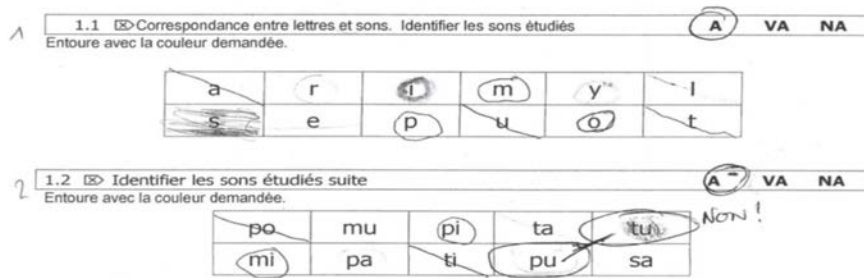 1 1.1 ⌦Correspondance entre lettres et sons. Identifier les sons étudiés A VA NA
Entoure avec la couleur demandée.
a r i m y l
s e p u o t
2 1.2 ⌦ Identifier les sons étudiés suite A - VA NA
Entoure avec la couleur demandée.
po mu pi ta tu NON !
mi pa ti pu sa